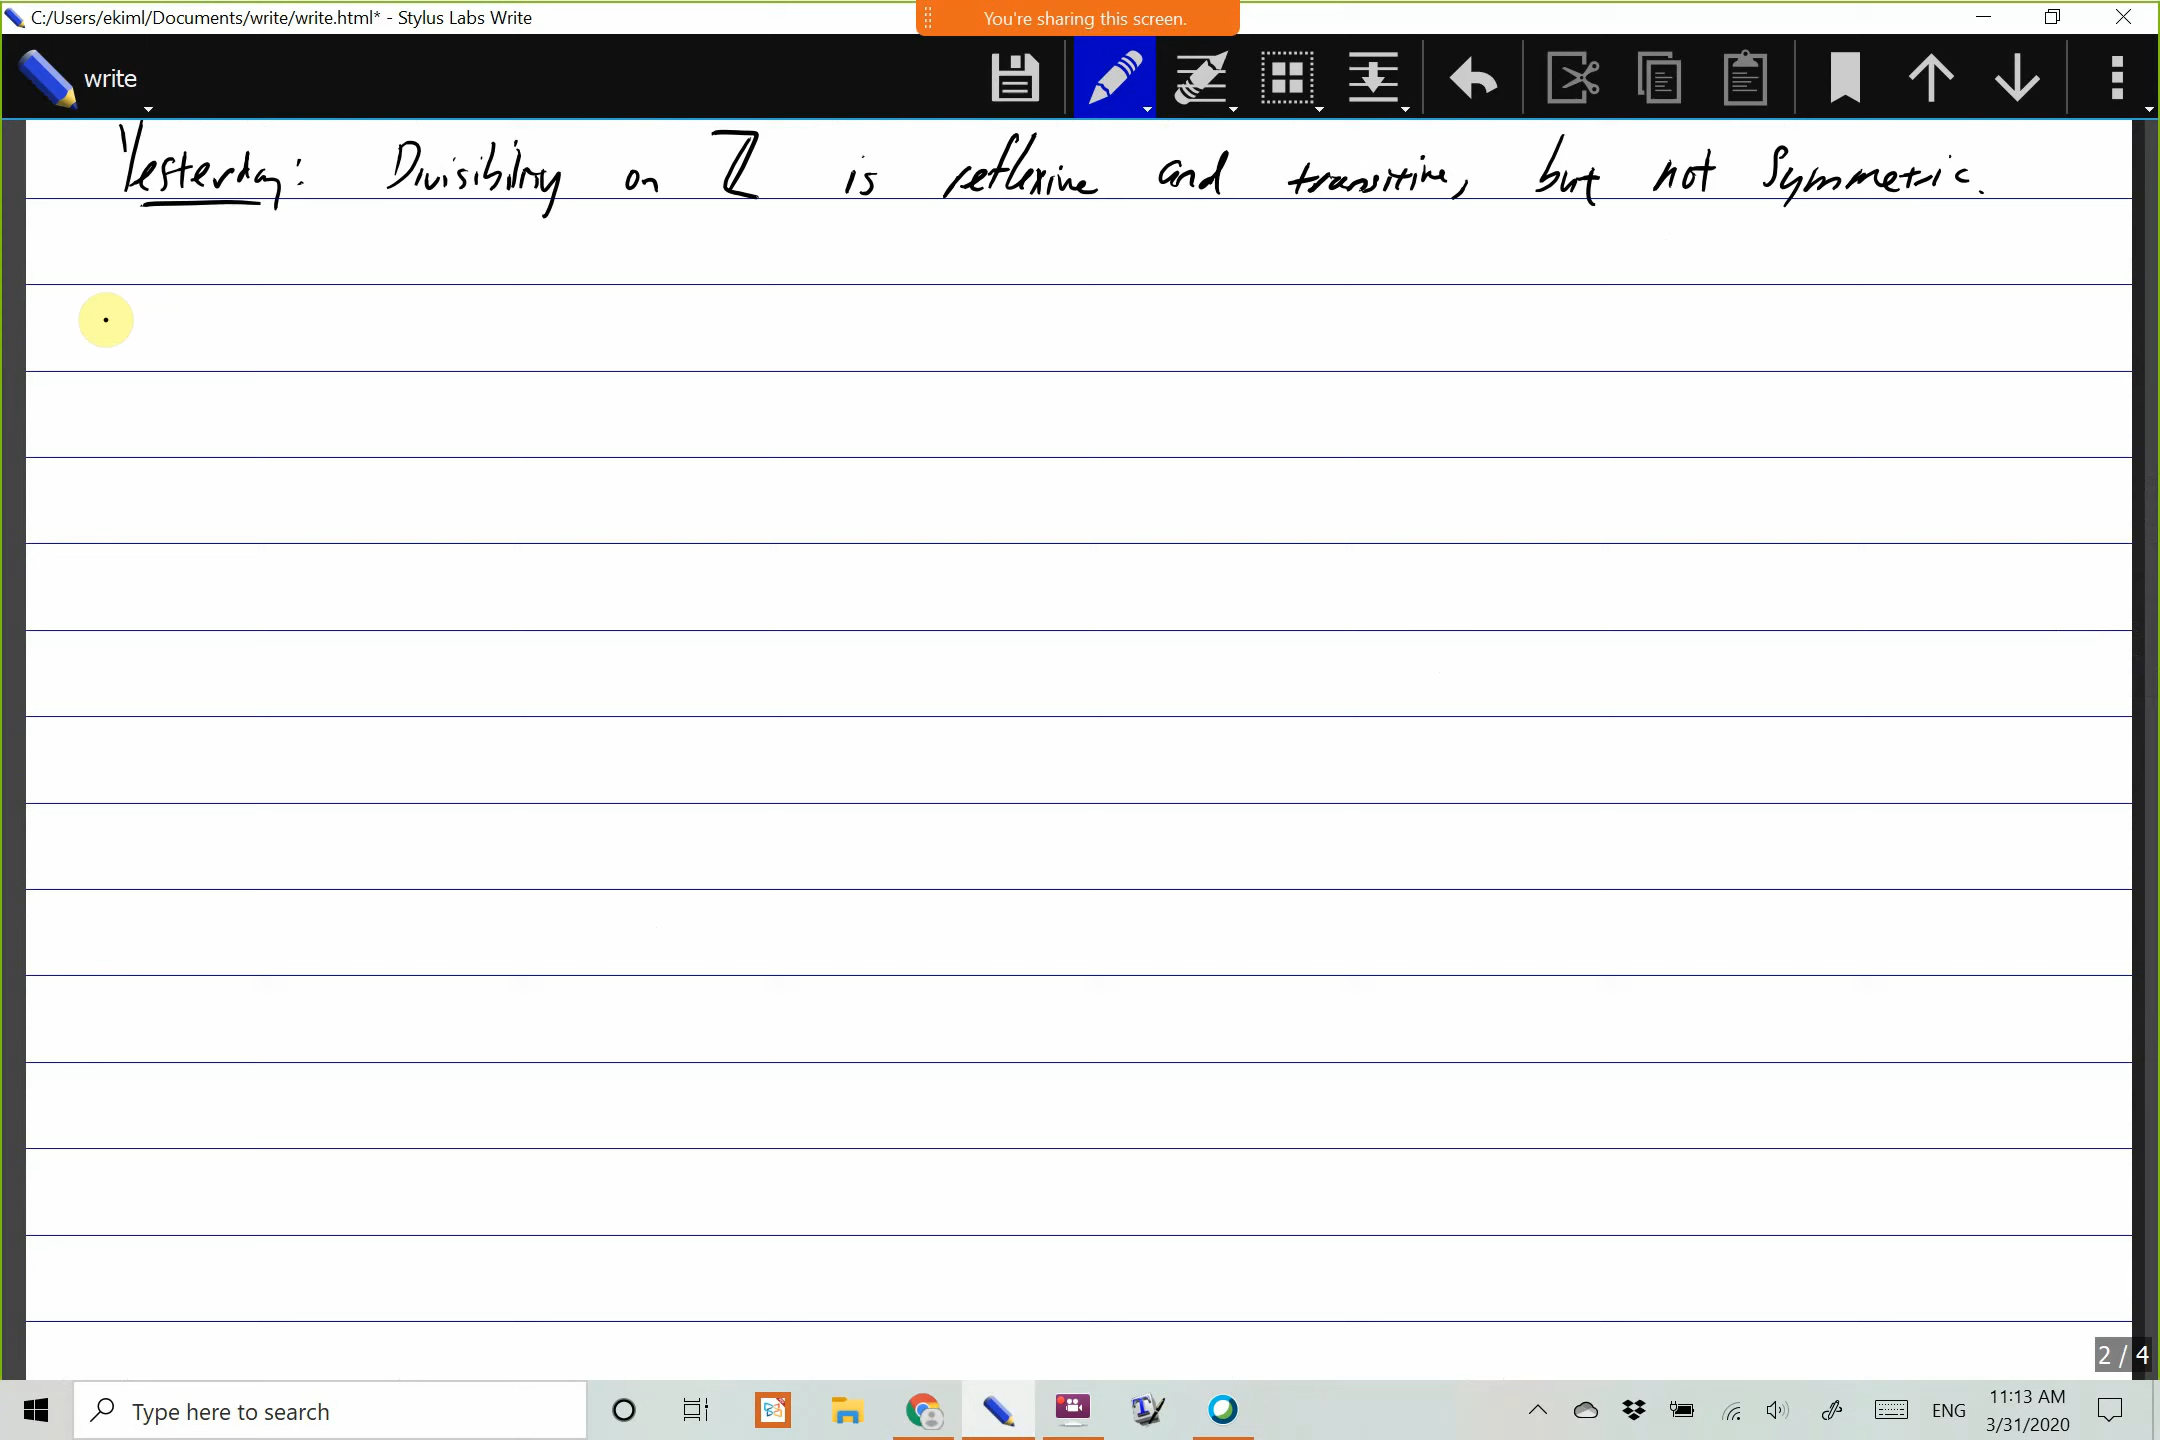 C:/Users/ekiml/Documents/write/write.html* - Stylus Labs Write
You're sharing this screen.
write
Yesterday: Divisibility on ℤ is reflexive and transitive, but not symmetric.
2 / 4
Type here to search
ENG
11:13 AM
3/31/2020